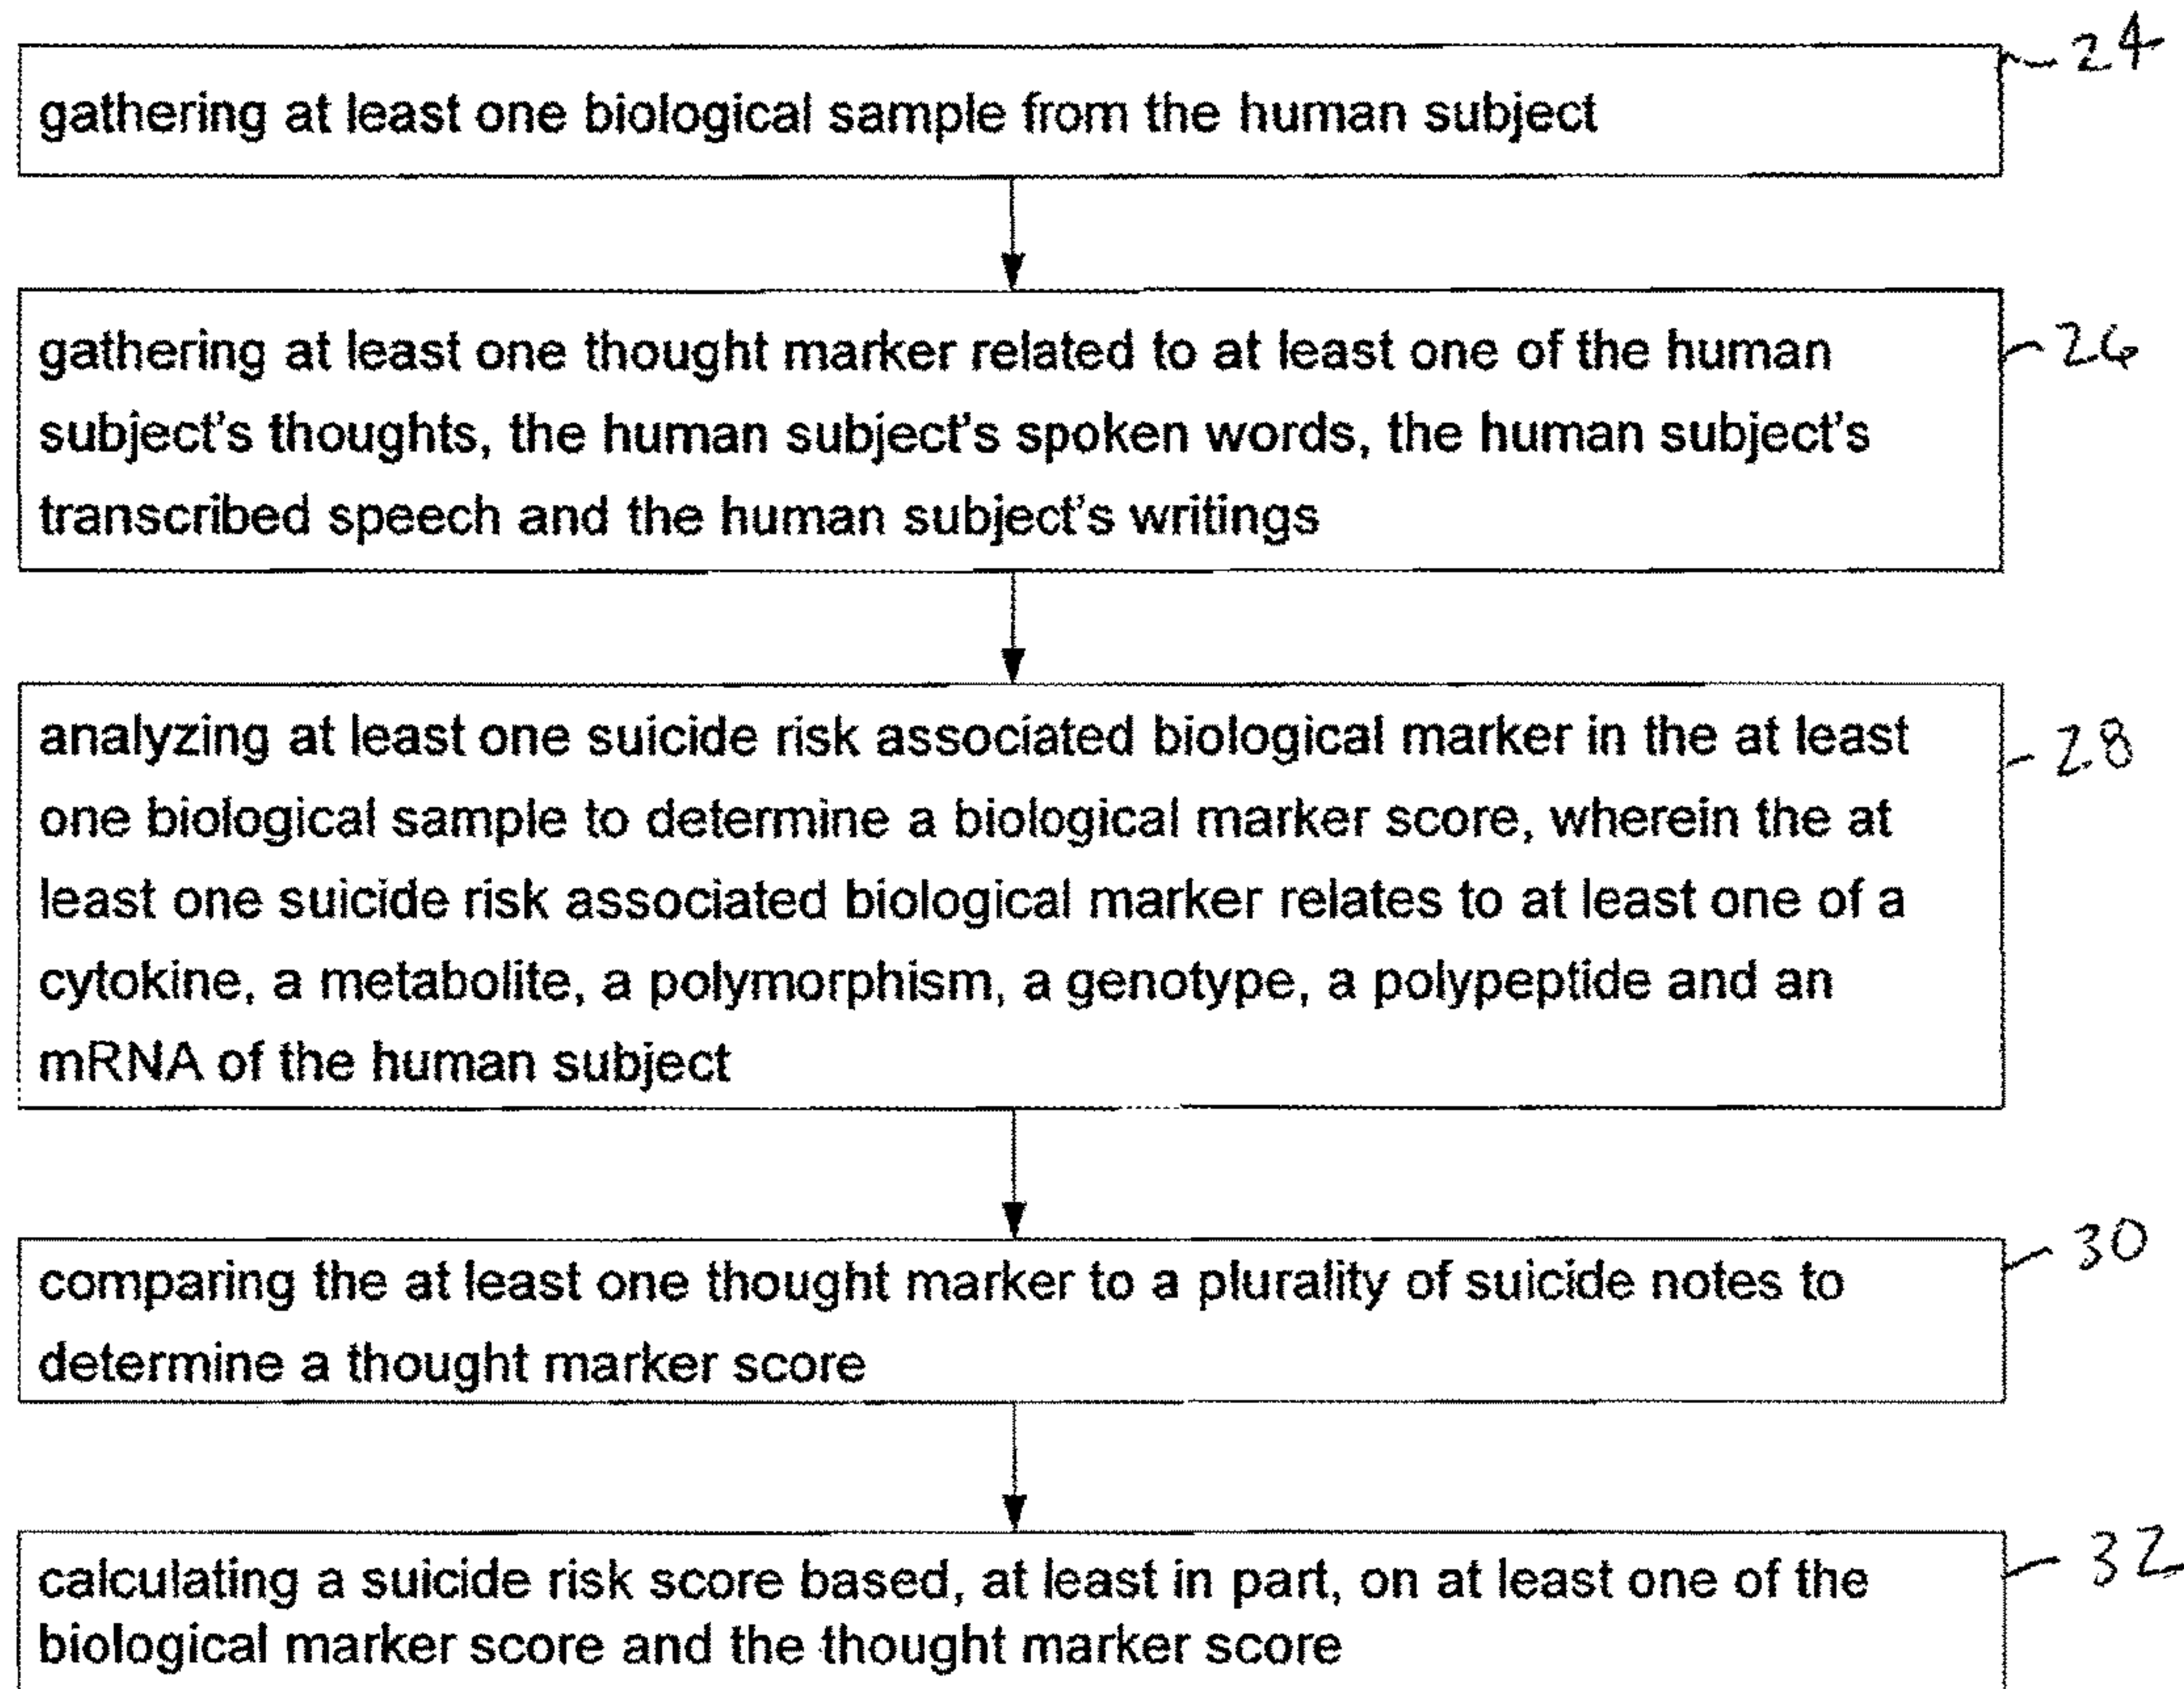 24
gathering at least one biological sample from the human subject
26
gathering at least one thought marker related to at least one of the human
subject's thoughts, the human subject's spoken words, the human subject's
transcribed speech and the human subject's writings
28
analyzing at least one suicide risk associated biological marker in the at least
one biological sample to determine a biological marker score, wherein the at
least one suicide risk associated biological marker relates to at least one of a
cytokine, a metabolite, a polymorphism, a genotype, a polypeptide and an
mRNA of the human subject
30
comparing the at least one thought marker to a plurality of suicide notes to
determine a thought marker score
32
calculating a suicide risk score based, at least in part, on at least one of the
biological marker score and the thought marker score